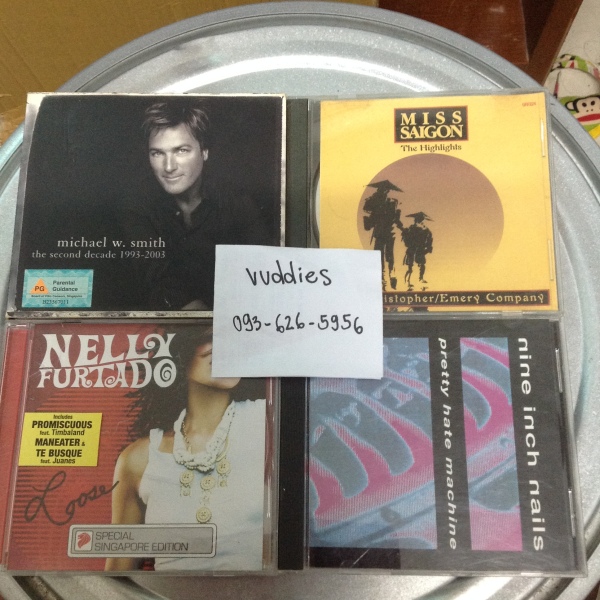 michael w. smith
the second decade 1993-2003
PG
Parental
Guidance
MISS
SAIGON
The Highlights
istopher/Emery Company
vuddies
093-626-5956
NELLY
FURTADO
Includes
PROMISCUOUS
feat. Timbaland
MANEATER &
TE BUSQUE
feat. Juanes
Loose
SPECIAL
SINGAPORE EDITION
nine inch nails
pretty hate machine